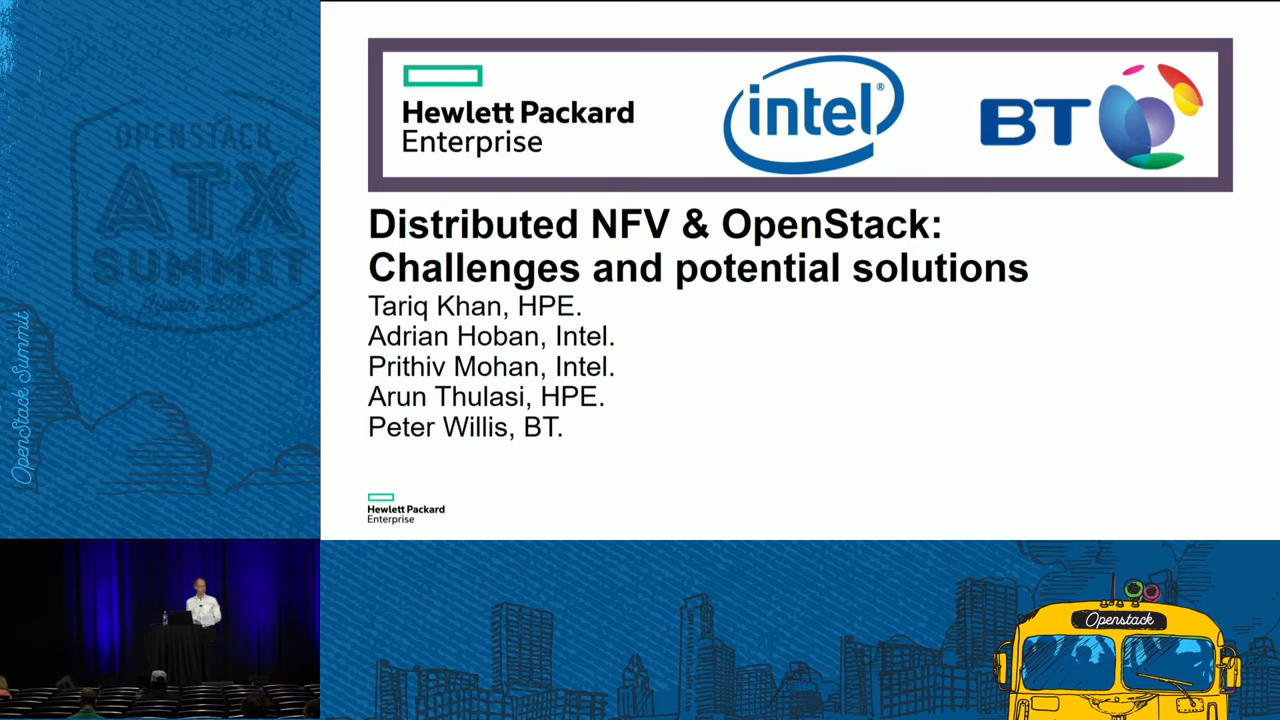 OPENSTACK
ATX
SUMMIT
OpenStack Summit
Hewlett Packard
Enterprise
intel®
BT
Distributed NFV & OpenStack:
Challenges and potential solutions
Tariq Khan, HPE.
Adrian Hoban, Intel.
Prithiv Mohan, Intel.
Arun Thulasi, HPE.
Peter Willis, BT.
Hewlett Packard
Enterprise
Openstack